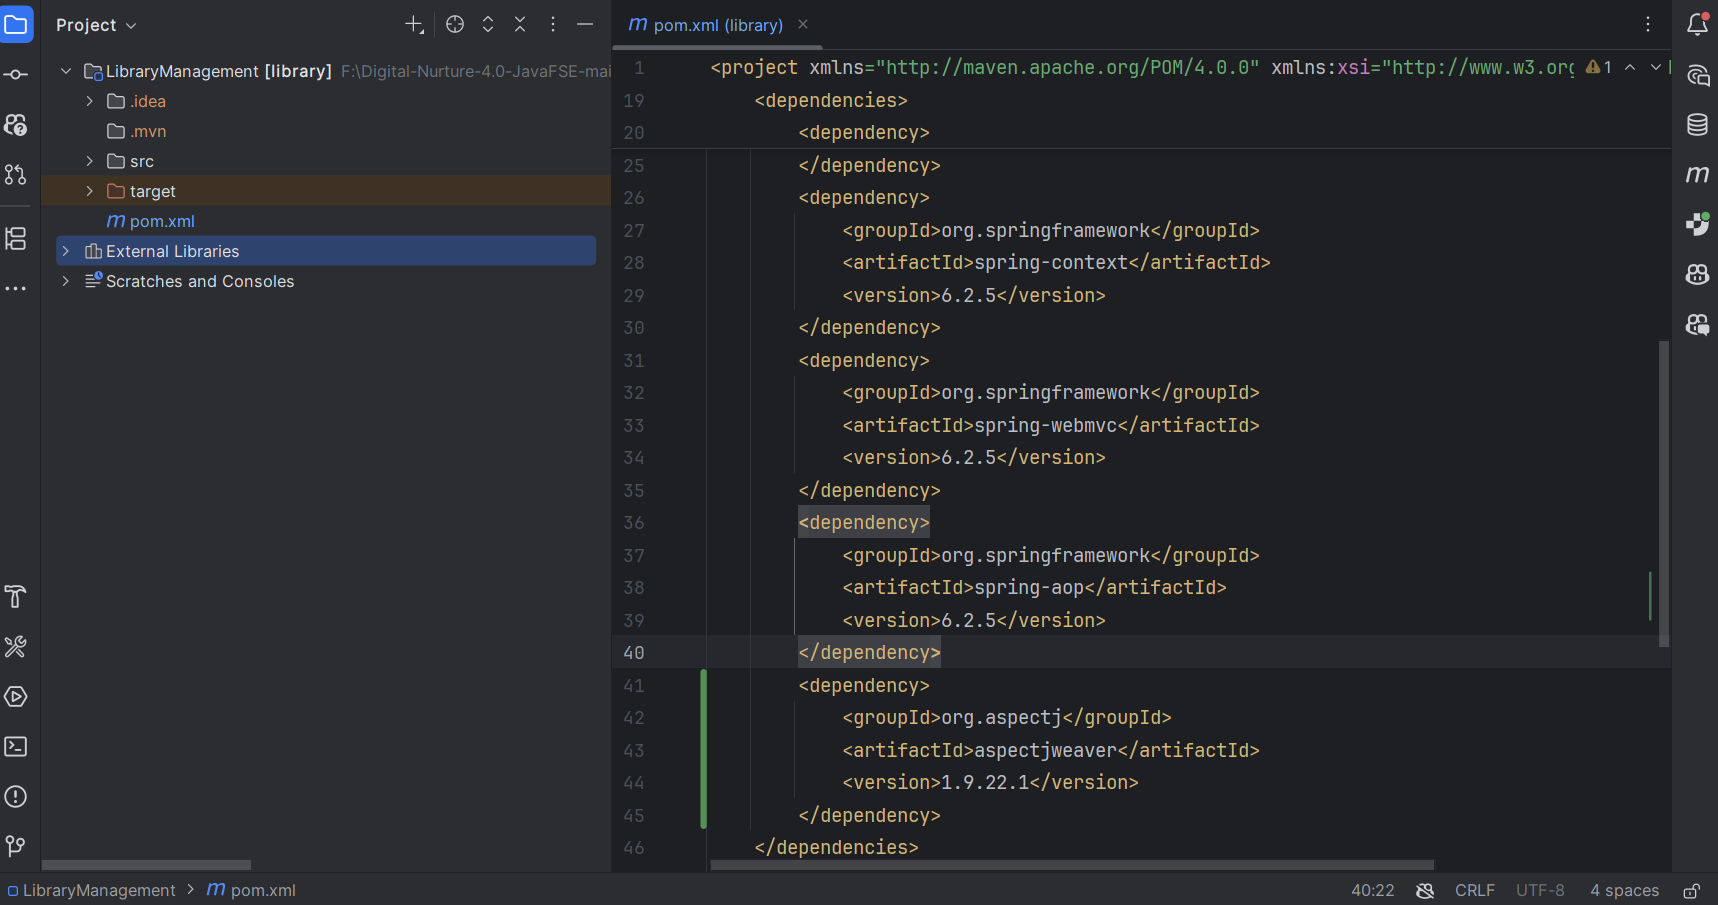 Project
pom.xml (library)
LibraryManagement [library] F:\Digital-Nurture-4.0-JavaFSE-mai
.idea
.mvn
src
target
pom.xml
External Libraries
Scratches and Consoles
1 <project xmlns="http://maven.apache.org/POM/4.0.0" xmlns:xsi="http://www.w3.org 1
19 <dependencies>
20 <dependency>
25 </dependency>
26 <dependency>
27 <groupId>org.springframework</groupId>
28 <artifactId>spring-context</artifactId>
29 <version>6.2.5</version>
30 </dependency>
31 <dependency>
32 <groupId>org.springframework</groupId>
33 <artifactId>spring-webmvc</artifactId>
34 <version>6.2.5</version>
35 </dependency>
36 <dependency>
37 <groupId>org.springframework</groupId>
38 <artifactId>spring-aop</artifactId>
39 <version>6.2.5</version>
40 </dependency>
41 <dependency>
42 <groupId>org.aspectj</groupId>
43 <artifactId>aspectjweaver</artifactId>
44 <version>1.9.22.1</version>
45 </dependency>
46 </dependencies>
LibraryManagement > pom.xml
40:22 CRLF UTF-8 4 spaces